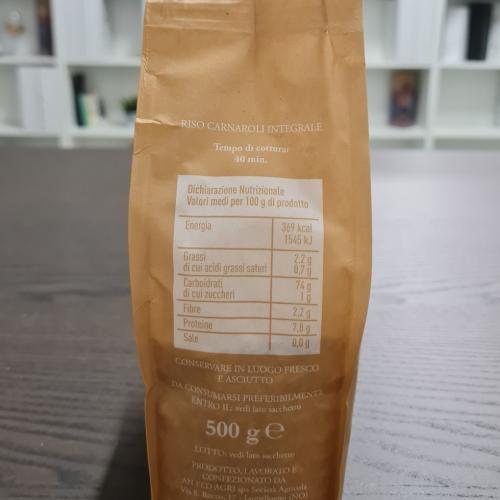 RISO CARNAROLI INTEGRALE
Tempo di cottura:
40 min.
Dichiarazione Nutrizionale
Valori medi per 100 g di prodotto
Energia 369 kcal
1545 kJ
Grassi 2,2 g
di cui acidi grassi saturi 0,7 g
Carboidrati 74 g
di cui zuccheri 1 g
Fibre 2,2 g
Proteine 7,8 g
Sale 0,0 g
CONSERVARE IN LUOGO FRESCO
E ASCIUTTO
DA CONSUMARSI PREFERIBILMENTE
ENTRO IL: vedi lato sacchetto
500 g ℮
LOTTO: vedi lato sacchetto
PRODOTTO, LAVORATO E
CONFEZIONATO DA
spa Società Agricola